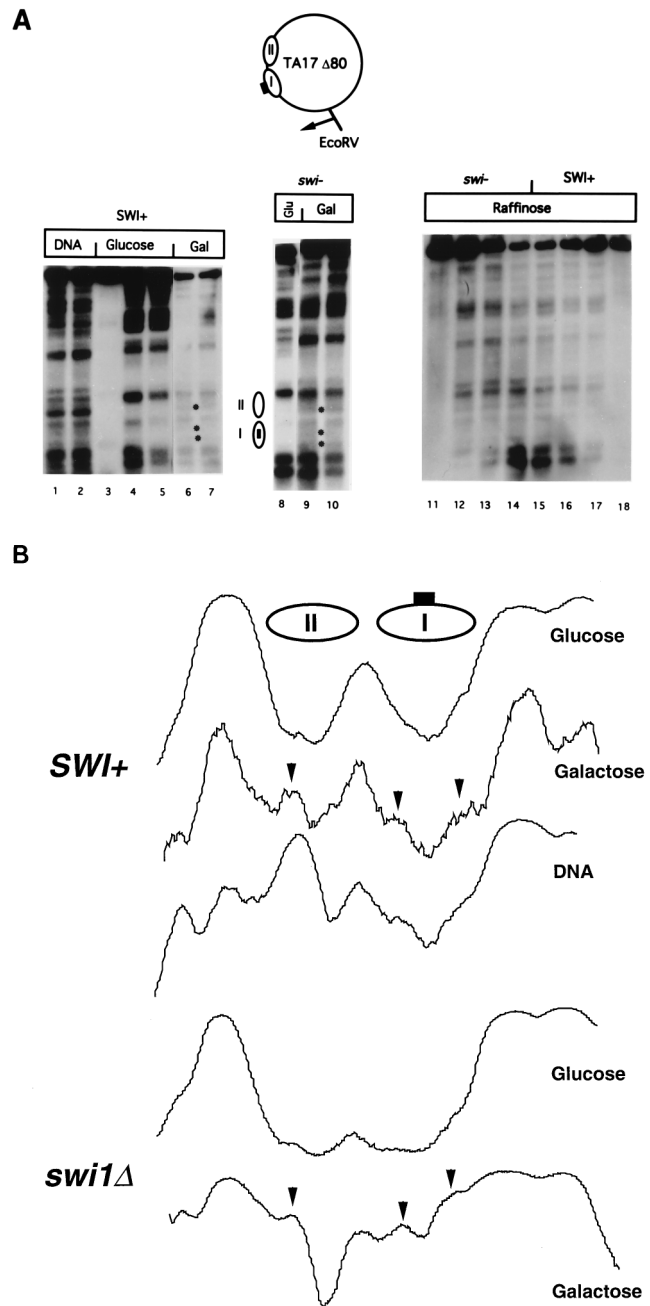 A
II
I
TA17 Δ80
EcoRV
SWI+
DNA Glucose Gal
swi-
Glu Gal
swi- SWI+
Raffinose
II
I
1 2 3 4 5 6 7
8 9 10
11 12 13 14 15 16 17 18
B
II I
Glucose
SWI+
Galactose
DNA
Glucose
swi1Δ
Galactose